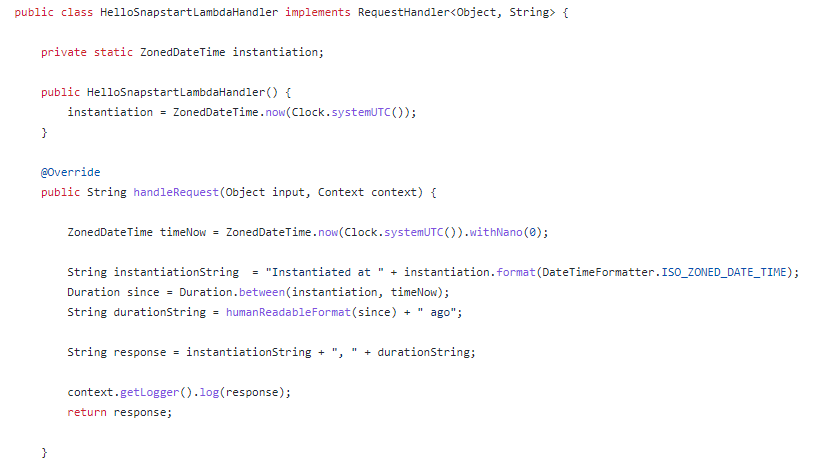 public class HelloSnapstartLambdaHandler implements RequestHandler<Object, String> {
private static ZonedDateTime instantiation;
public HelloSnapstartLambdaHandler() {
instantiation = ZonedDateTime.now(Clock.systemUTC());
}
@Override
public String handleRequest(Object input, Context context) {
ZonedDateTime timeNow = ZonedDateTime.now(Clock.systemUTC()).withNano(0);
String instantiationString  = "Instantiated at " + instantiation.format(DateTimeFormatter.ISO_ZONED_DATE_TIME);
Duration since = Duration.between(instantiation, timeNow);
String durationString = humanReadableFormat(since) + " ago";
String response = instantiationString + ", " + durationString;
context.getLogger().log(response);
return response;
}